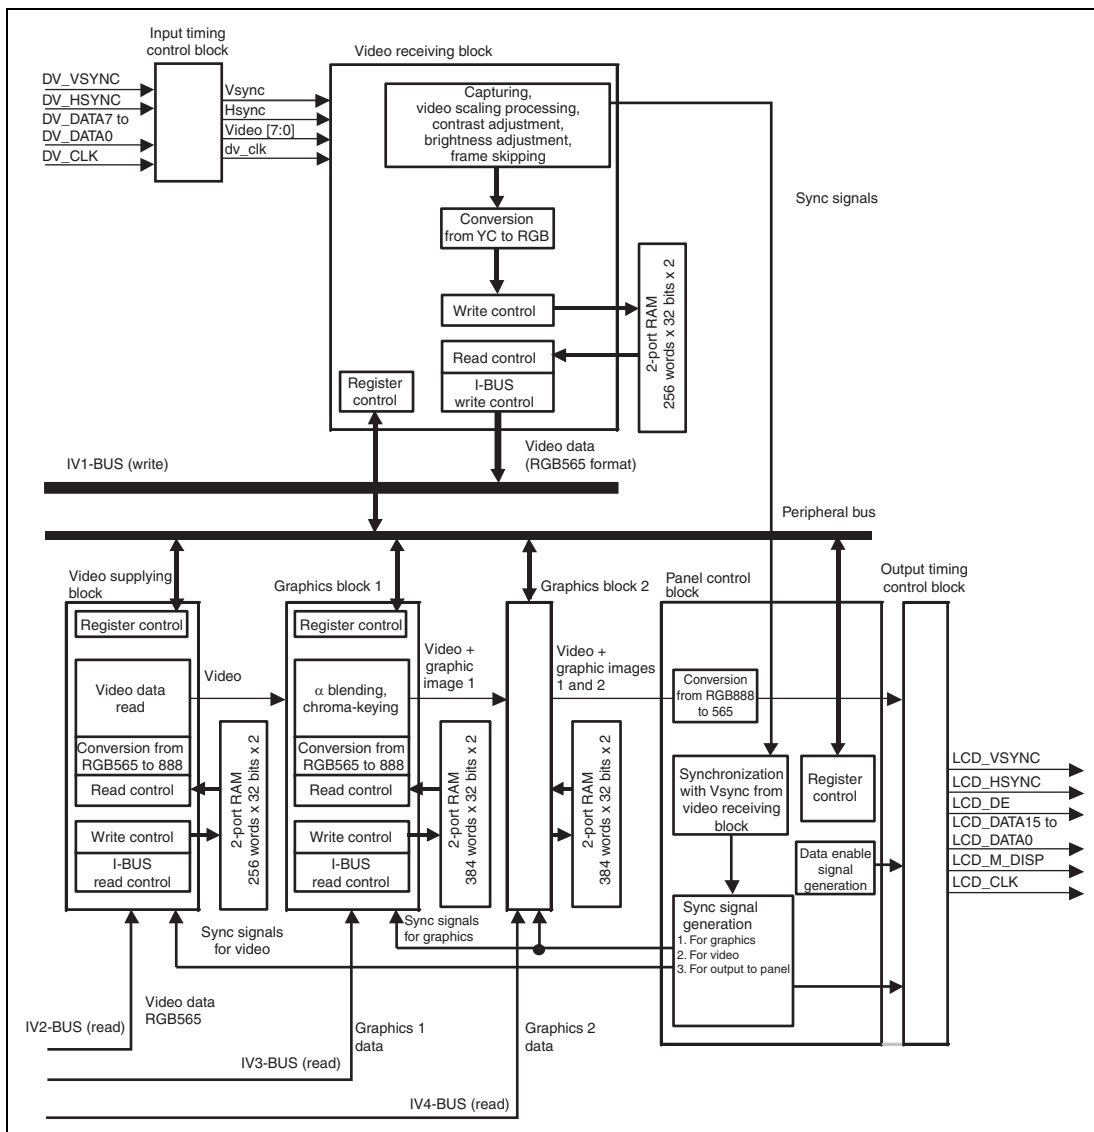 Input timing
control block
Video receiving block
DV_VSYNC
DV_HSYNC
DV_DATA7 to
DV_DATA0
DV_CLK
Vsync
Hsync
Video [7:0]
dv_clk
Capturing,
video scaling processing,
contrast adjustment,
brightness adjustment,
frame skipping
Sync signals
Conversion
from YC to RGB
Write control
Read control
I-BUS
write control
2-port RAM
256 words x 32 bits x 2
Register
control
Video data
(RGB565 format)
IV1-BUS (write)
Peripheral bus
Video supplying
block
Graphics block 1
Graphics block 2
Panel control
block
Output timing
control block
Register control
Video data
read
Conversion from
RGB565 to 888
Read control
Write control
I-BUS
read control
Video
2-port RAM
256 words x 32 bits x 2
Register control
α blending,
chroma-keying
Conversion from
RGB565 to 888
Read control
Write control
I-BUS
read control
Video +
graphic
image 1
2-port RAM
384 words x 32 bits x 2
Video +
graphic images
1 and 2
2-port RAM
384 words x 32 bits x 2
Conversion
from RGB888
to 565
Synchronization
with Vsync from
video receiving
block
Register
control
Data enable
signal
generation
Sync signal
generation
1. For graphics
2. For video
3. For output to panel
LCD_VSYNC
LCD_HSYNC
LCD_DE
LCD_DATA15 to
LCD_DATA0
LCD_M_DISP
LCD_CLK
Sync signals
for video
Sync signals
for graphics
Video data
RGB565
IV2-BUS (read)
Graphics 1
data
IV3-BUS (read)
Graphics 2
data
IV4-BUS (read)